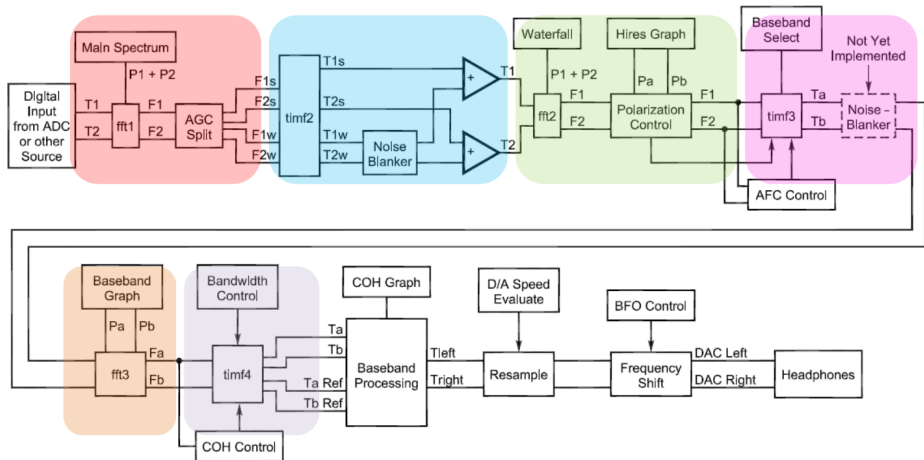 Main Spectrum
P1 + P2
Digital
Input
from ADC
or other
Source
T1
T2
fft1
F1
F2
AGC
Split
F1s
F2s
F1w
F2w
timf2
T1s
T2s
T1w
T2w
Noise
Blanker
+
+
T1
T2
Waterfall
P1 + P2
fft2
F1
F2
Hires Graph
Pa
Pb
Polarization
Control
F1
F2
Baseband
Select
timf3
AFC Control
Not Yet
Implemented
Ta
Tb
Noise -
Blanker
Baseband
Graph
Pa
Pb
fft3
Fa
Fb
Bandwidth
Control
timf4
COH Control
Ta
Tb
Ta Ref
Tb Ref
COH Graph
Baseband
Processing
Tleft
Tright
D/A Speed
Evaluate
Resample
BFO Control
Frequency
Shift
DAC Left
DAC Right
Headphones